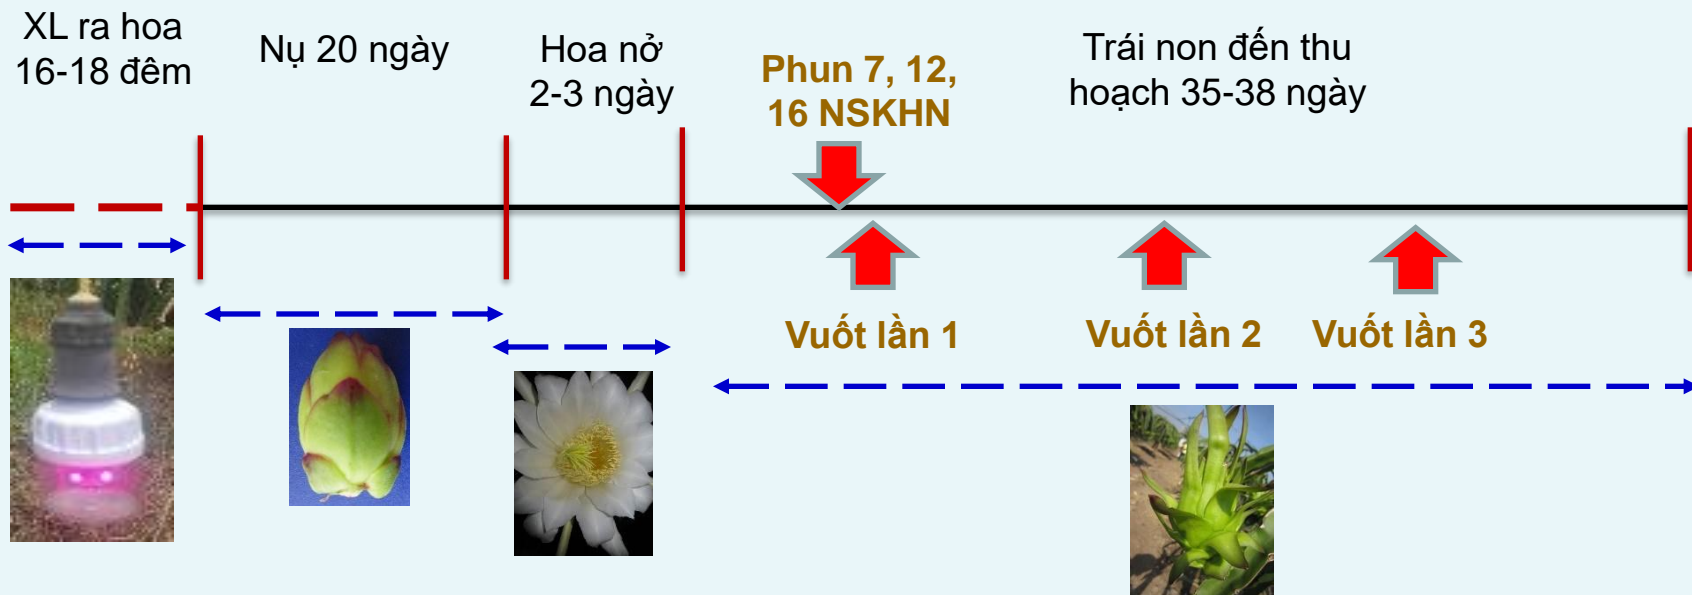 XL ra hoa
16-18 đêm
Nụ 20 ngày
Hoa nở
2-3 ngày
Phun 7, 12,
16 NSKHN
Trái non đến thu
hoạch 35-38 ngày
Vuốt lần 1
Vuốt lần 2
Vuốt lần 3